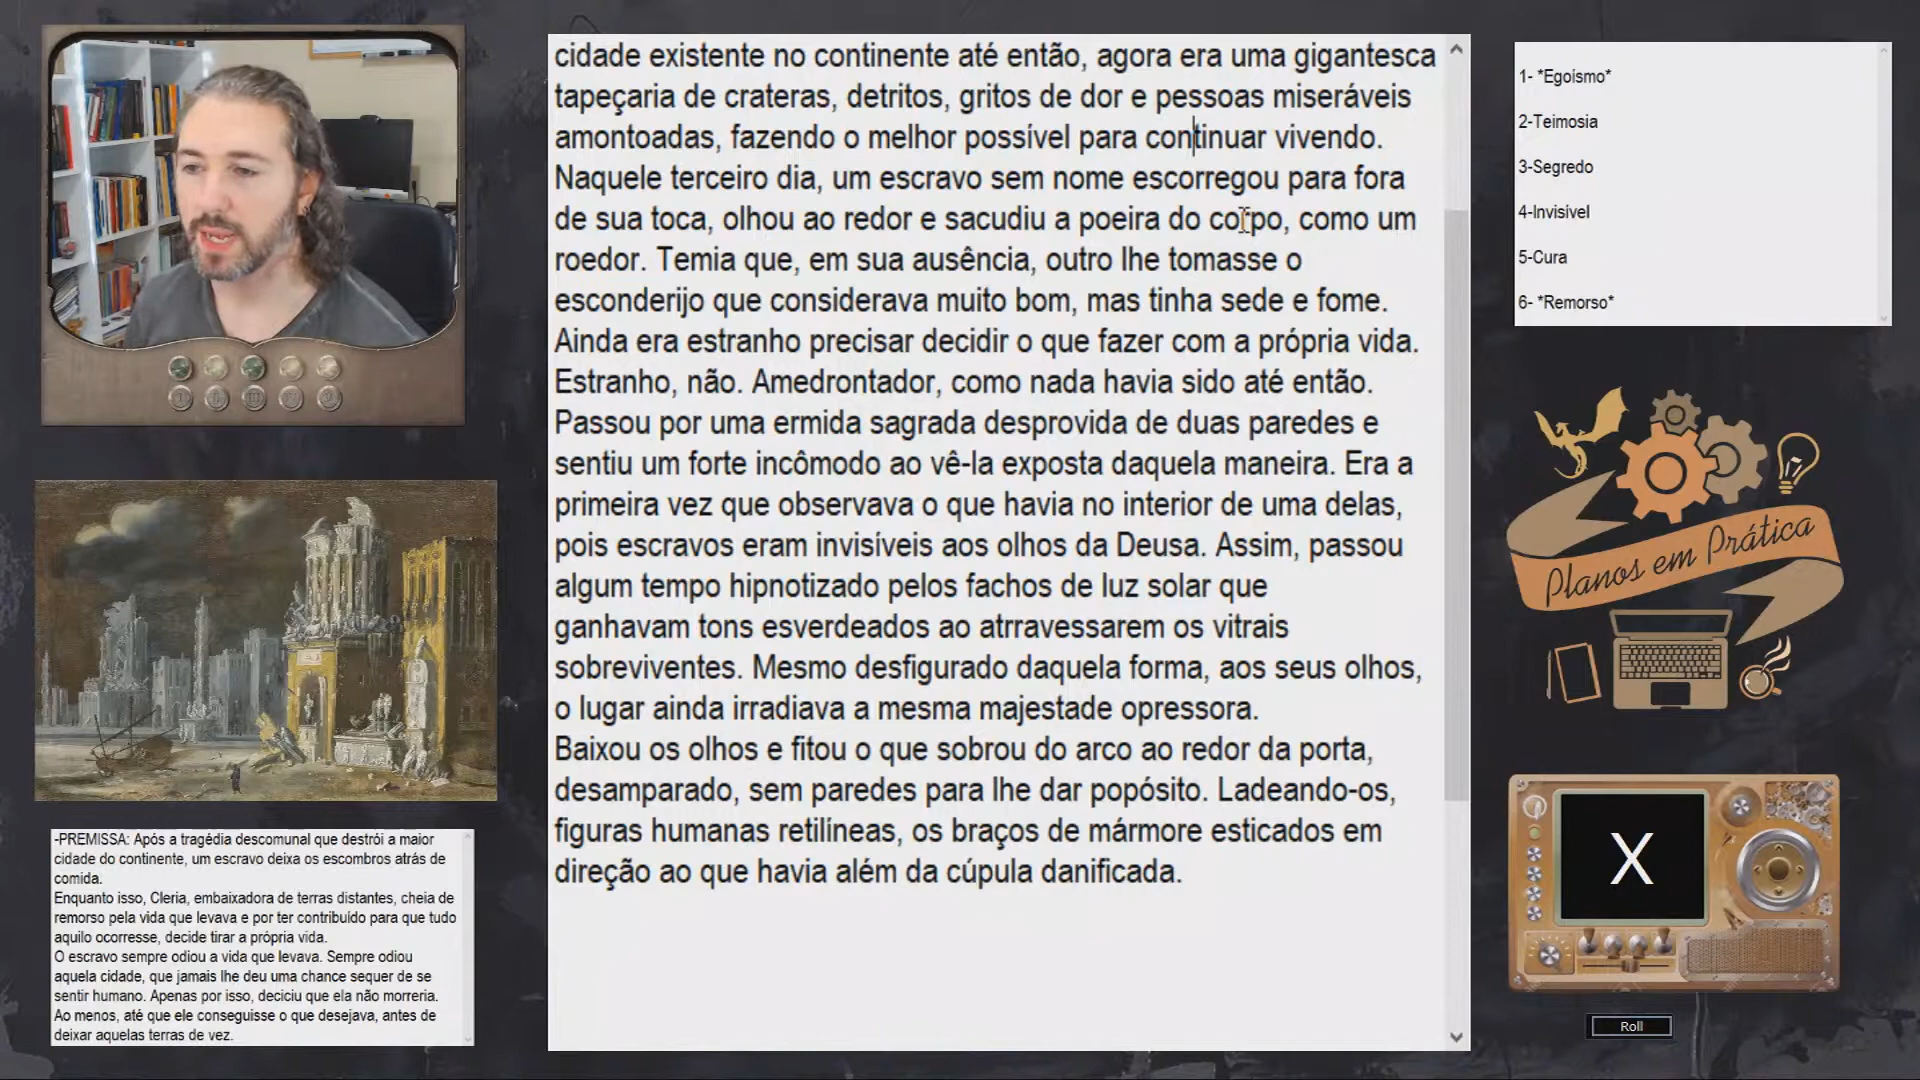 cidade existente no continente até então, agora era uma gigantesca
tapeçaria de crateras, detritos, gritos de dor e pessoas miseráveis
amontoadas, fazendo o melhor possível para continuar vivendo.
Naquele terceiro dia, um escravo sem nome escorregou para fora
de sua toca, olhou ao redor e sacudiu a poeira do corpo, como um
roedor. Temia que, em sua ausência, outro lhe tomasse o
esconderijo que considerava muito bom, mas tinha sede e fome.
Ainda era estranho precisar decidir o que fazer com a própria vida.
Estranho, não. Amedrontador, como nada havia sido até então.
Passou por uma ermida sagrada desprovida de duas paredes e
sentiu um forte incômodo ao vê-la exposta daquela maneira. Era a
primeira vez que observava o que havia no interior de uma delas,
pois escravos eram invisíveis aos olhos da Deusa. Assim, passou
algum tempo hipnotizado pelos fachos de luz solar que
ganhavam tons esverdeados ao atrravessarem os vitrais
sobreviventes. Mesmo desfigurado daquela forma, aos seus olhos,
o lugar ainda irradiava a mesma majestade opressora.
Baixou os olhos e fitou o que sobrou do arco ao redor da porta,
desamparado, sem paredes para lhe dar popósito. Ladeando-os,
figuras humanas retilíneas, os braços de mármore esticados em
direção ao que havia além da cúpula danificada.
1- *Egoismo*
2-Teimosia
3-Segredo
4-Invisivel
5-Cura
6- *Remorso*
Planos em Prática
X
Roll
-PREMISSA: Após a tragédia descomunal que destrói a maior
cidade do continente, um escravo deixa os escombros atrás de
comida.
Enquanto isso, Cleria, embaixadora de terras distantes, cheia de
remorso pela vida que levava e por ter contribuído para que tudo
aquilo ocorresse, decide tirar a própria vida.
O escravo sempre odiou a vida que levava. Sempre odiou
aquela cidade, que jamais lhe deu uma chance sequer de se
sentir humano. Apenas por isso, deciciu que ela não morreria.
Ao menos, até que ele conseguisse o que desejava, antes de
deixar aquelas terras de vez.